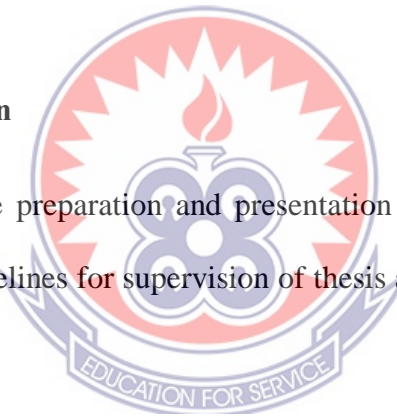 n
e preparation and presentation
elines for supervision of thesis a
EDUCATION FOR SERVICE